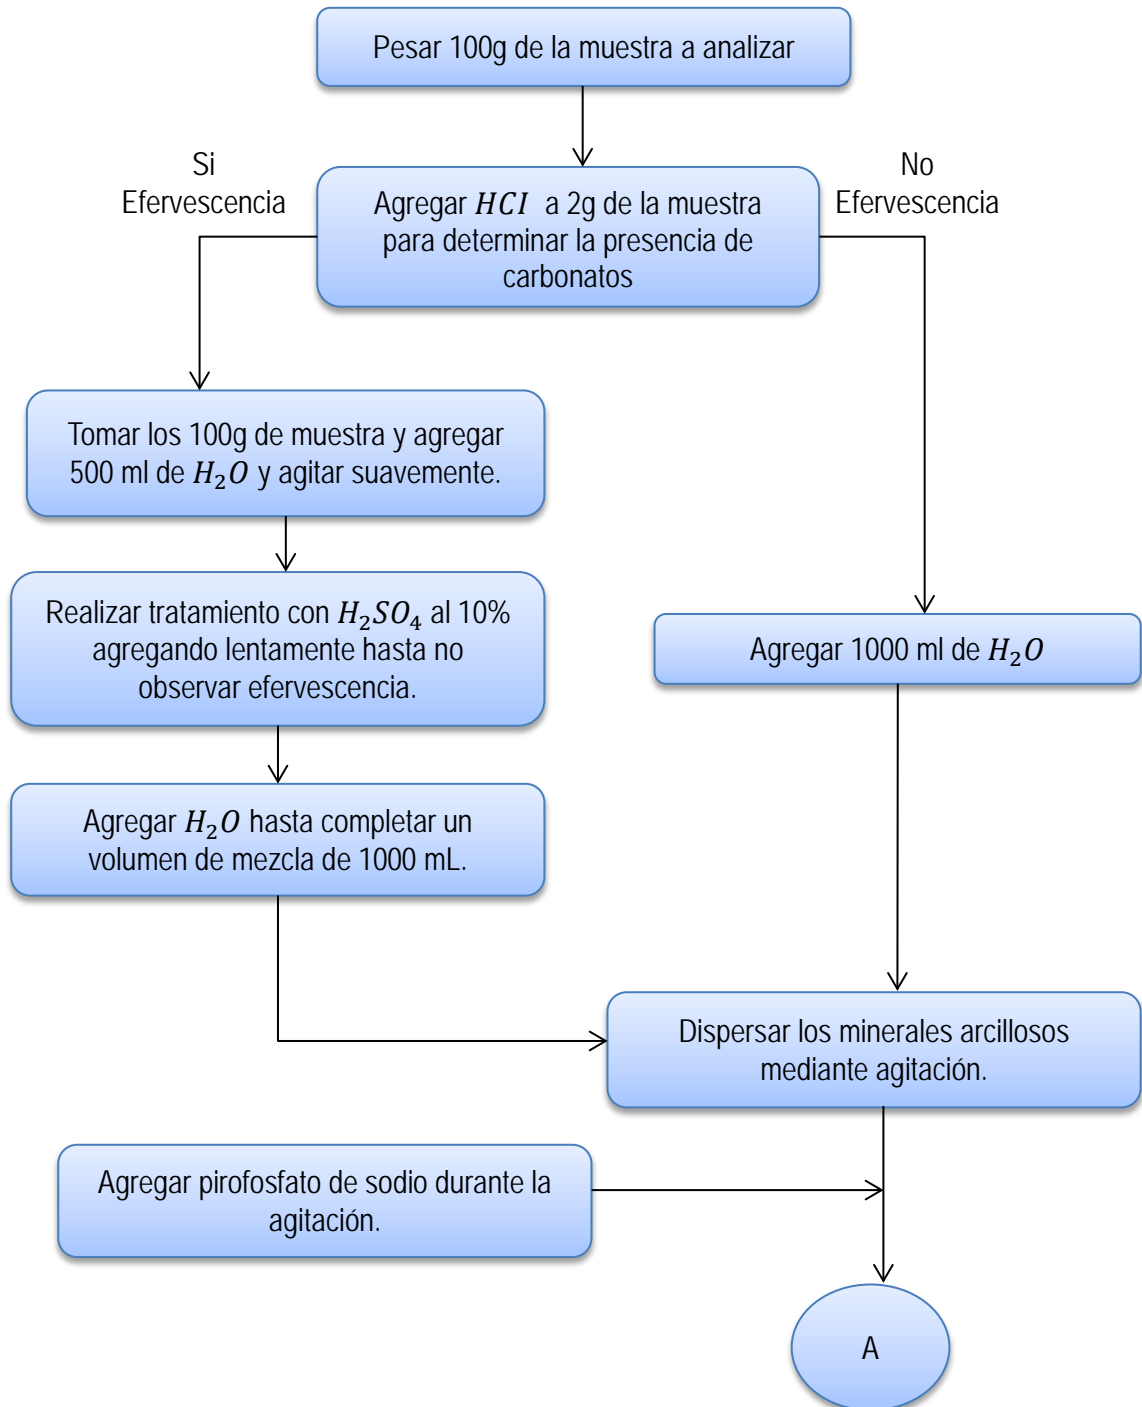 Pesar 100g de la muestra a analizar
Si
Efervescencia
No
Efervescencia
Agregar HCI a 2g de la muestra
para determinar la presencia de
carbonatos
Tomar los 100g de muestra y agregar
500 ml de H₂O y agitar suavemente.
Realizar tratamiento con H₂SO₄ al 10%
agregando lentamente hasta no
observar efervescencia.
Agregar 1000 ml de H₂O
Agregar H₂O hasta completar un
volumen de mezcla de 1000 mL.
Dispersar los minerales arcillosos
mediante agitación.
Agregar pirofosfato de sodio durante la
agitación.
A